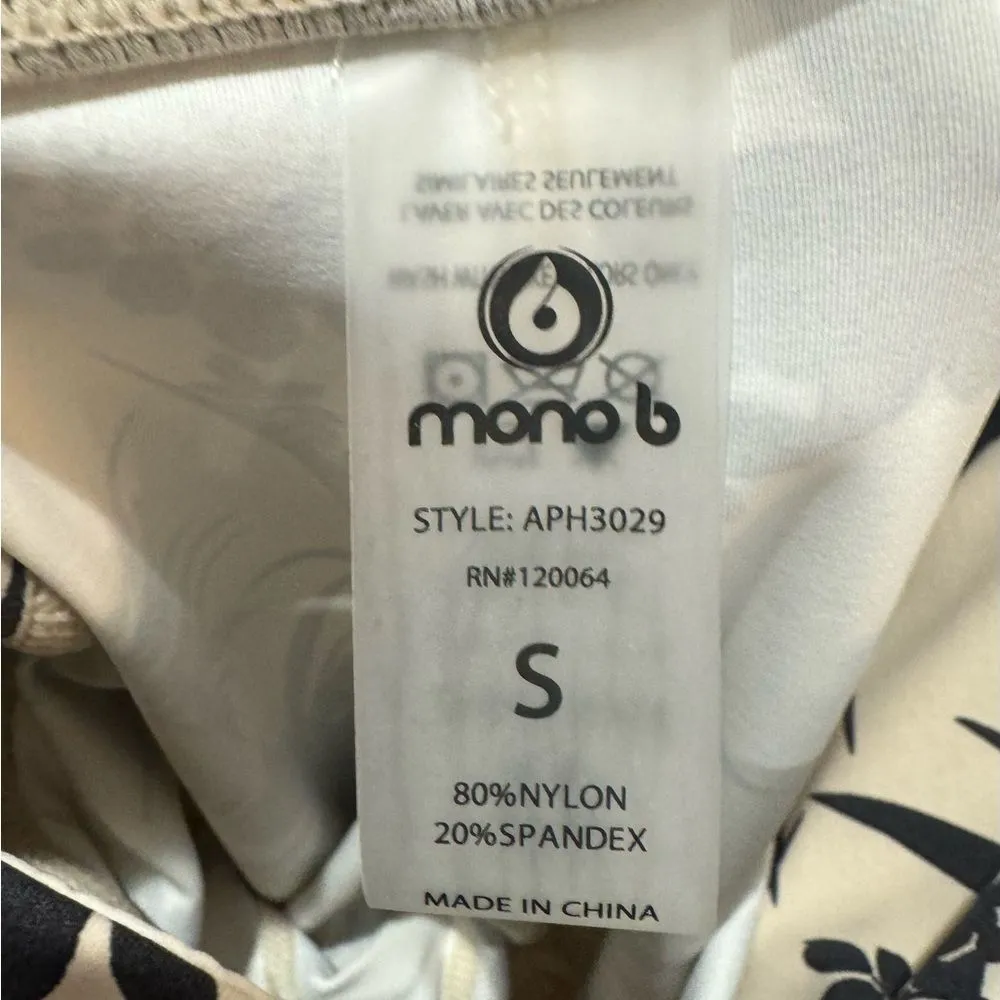 mono b
STYLE: APH3029
RN#120064
S
80%NYLON
20%SPANDEX
MADE IN CHINA